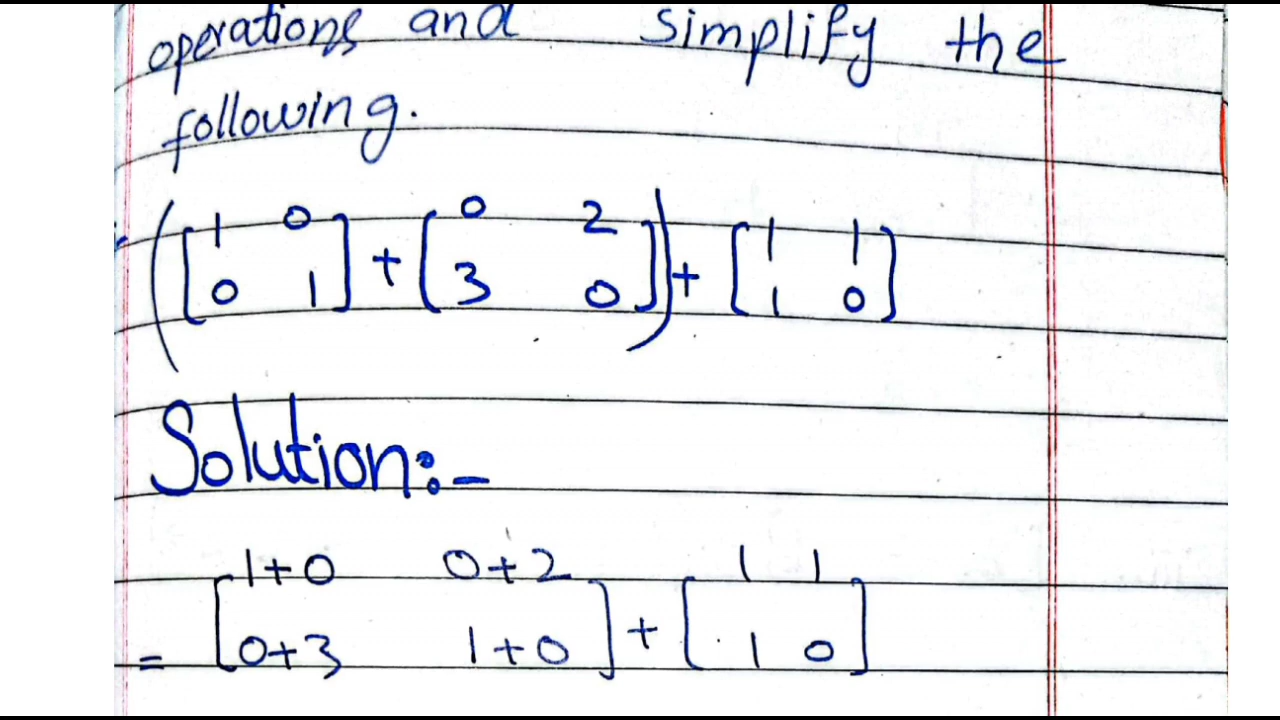 operations and simplify the
following.
([1 0] + [0 2]) + [1 1]
[0 1] [3 0] [1 0]
Solution:-
[1+0 0+2] + [1 1]
= [0+3 1+0] [1 0]